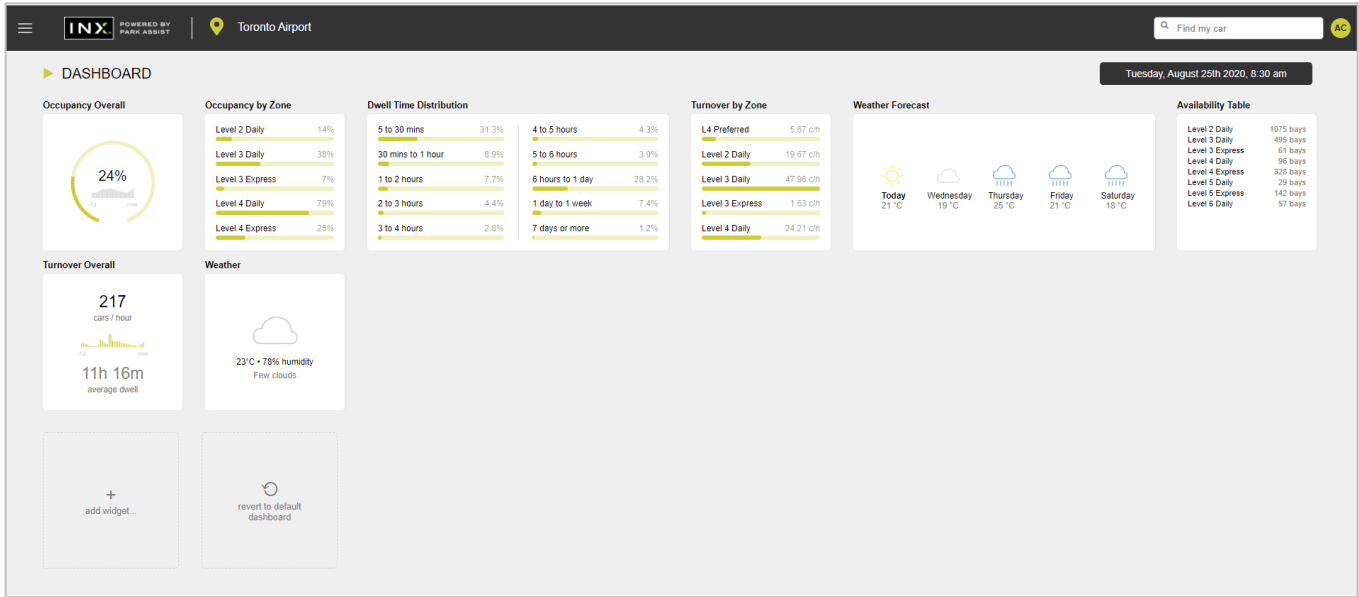 INX. POWERED BY
PARK ASSIST
Toronto Airport
Find my car
AC
DASHBOARD
Tuesday, August 25th 2020, 8:30 am
Occupancy Overall
24%
-1d now
Occupancy by Zone
Level 2 Daily 14%
Level 3 Daily 38%
Level 3 Express 7%
Level 4 Daily 79%
Level 4 Express 25%
Dwell Time Distribution
5 to 30 mins 31.3%
30 mins to 1 hour 8.9%
1 to 2 hours 7.7%
2 to 3 hours 4.4%
3 to 4 hours 2.8%
4 to 5 hours 4.3%
5 to 6 hours 3.9%
6 hours to 1 day 28.2%
1 day to 1 week 7.4%
7 days or more 1.2%
Turnover by Zone
L4 Preferred 5.67 c/h
Level 2 Daily 19.67 c/h
Level 3 Daily 47.96 c/h
Level 3 Express 1.63 c/h
Level 4 Daily 24.21 c/h
Weather Forecast
Today Wednesday Thursday Friday Saturday
21 °C 19 °C 25 °C 21 °C 18 °C
Availability Table
Level 2 Daily 1075 bays
Level 3 Daily 495 bays
Level 3 Express 61 bays
Level 4 Daily 96 bays
Level 4 Express 328 bays
Level 5 Daily 29 bays
Level 5 Express 142 bays
Level 6 Daily 57 bays
Turnover Overall
217
cars / hour
-1d now
11h 16m
average dwell
Weather
23°C • 78% humidity
Few clouds
+
add widget...
revert to default
dashboard